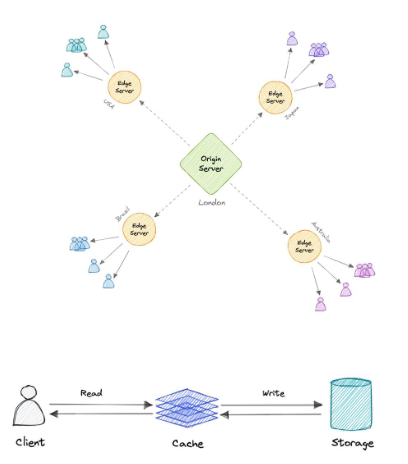 Edge
Server
USA
Edge
Server
Japan
Origin
Server
London
Brazil
Edge
Server
Australia
Edge
Server
Read
Write
Client
Cache
Storage